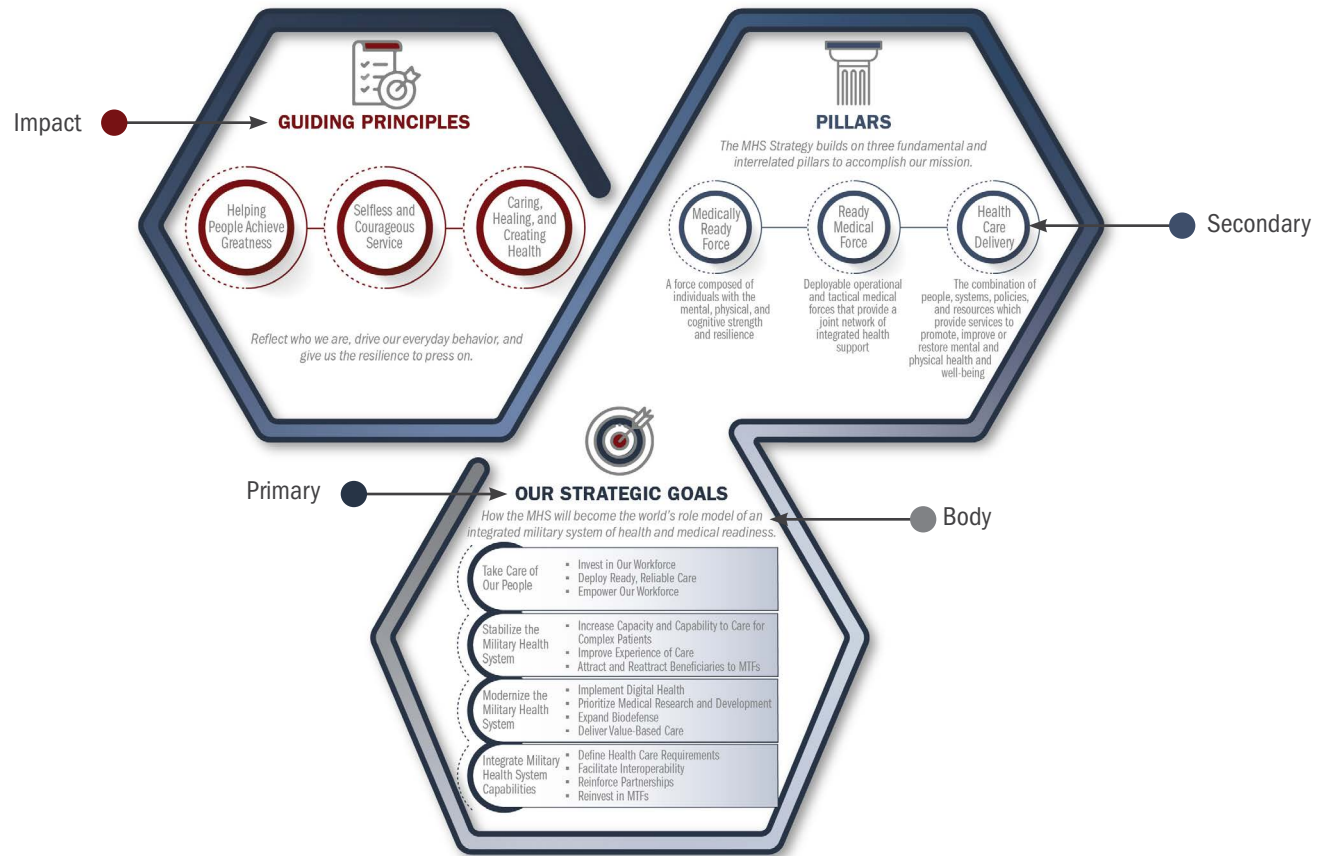 Impact
GUIDING PRINCIPLES
Helping
People Achieve
Greatness
Selfless and
Courageous
Service
Caring,
Healing, and
Creating
Health
Reflect who we are, drive our everyday behavior, and
give us the resilience to press on.
PILLARS
The MHS Strategy builds on three fundamental and
interrelated pillars to accomplish our mission.
Medically
Ready
Force
A force composed of
individuals with the
mental, physical, and
cognitive strength
and resilience
Ready
Medical
Force
Deployable operational
and tactical medical
forces that provide a
joint network of
integrated health
support
Health
Care
Delivery
The combination of
people, systems, policies,
and resources which
provide services to
promote, improve or
restore mental and
physical health and
well-being
Secondary
Primary
OUR STRATEGIC GOALS
How the MHS will become the world's role model of an
integrated military system of health and medical readiness.
Body
Take Care of
Our People
▪ Invest in Our Workforce
▪ Deploy Ready, Reliable Care
▪ Empower Our Workforce
Stabilize the
Military Health
System
▪ Increase Capacity and Capability to Care for
Complex Patients
▪ Improve Experience of Care
▪ Attract and Reattract Beneficiaries to MTFs
Modernize the
Military Health
System
▪ Implement Digital Health
▪ Prioritize Medical Research and Development
▪ Expand Biodefense
▪ Deliver Value-Based Care
Integrate Military
Health System
Capabilities
▪ Define Health Care Requirements
▪ Facilitate Interoperability
▪ Reinforce Partnerships
▪ Reinvest in MTFs